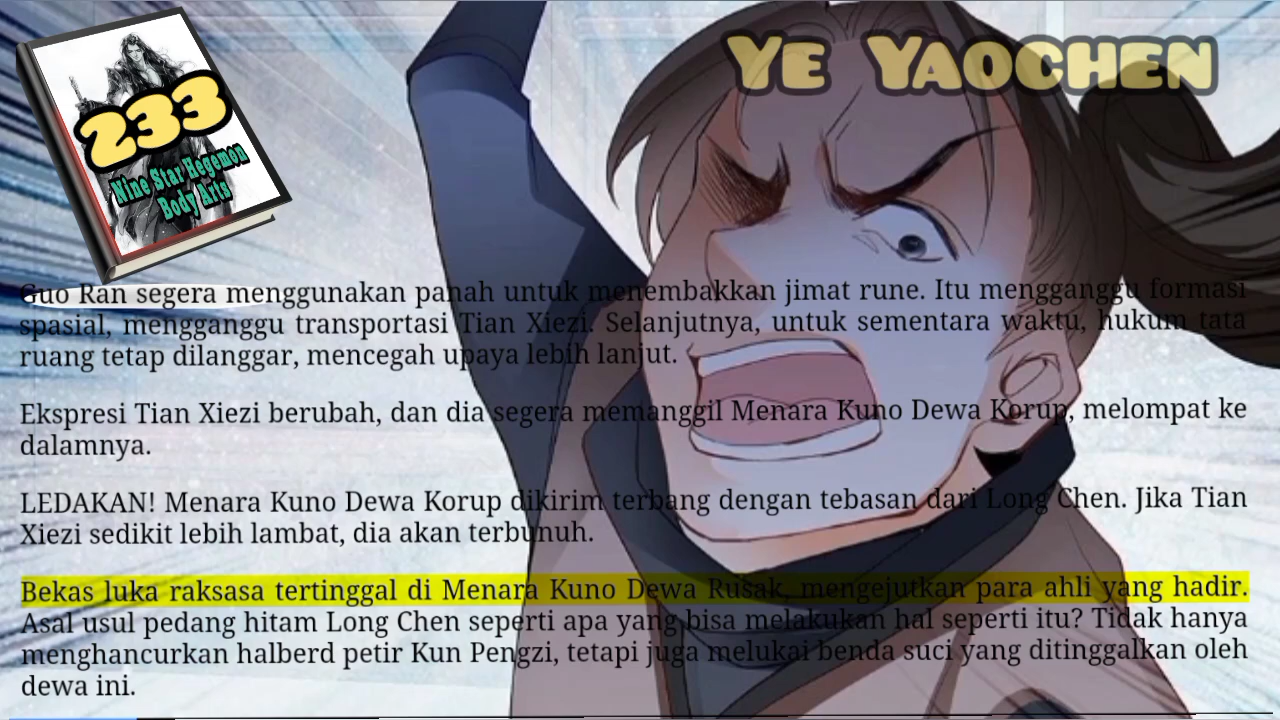 YE YAOCHEN
233
Nine Star Hegemon
Body Arts
Guo Ran segera menggunakan panah untuk menembakkan jimat rune. Itu mengganggu formasi
spasial, mengganggu transportasi Tian Xiezi. Selanjutnya, untuk sementara waktu, hukum tata
ruang tetap dilanggar, mencegah upaya lebih lanjut.
Ekspresi Tian Xiezi berubah, dan dia segera memanggil Menara Kuno Dewa Korup, melompat ke
dalamnya.
LEDAKAN! Menara Kuno Dewa Korup dikirim terbang dengan tebasan dari Long Chen. Jika Tian
Xiezi sedikit lebih lambat, dia akan terbunuh.
Bekas luka raksasa tertinggal di Menara Kuno Dewa Rusak, mengejutkan para ahli yang hadir.
Asal usul pedang hitam Long Chen seperti apa yang bisa melakukan hal seperti itu? Tidak hanya
menghancurkan halberd petir Kun Pengzi, tetapi juga melukai benda suci yang ditinggalkan oleh
dewa ini.